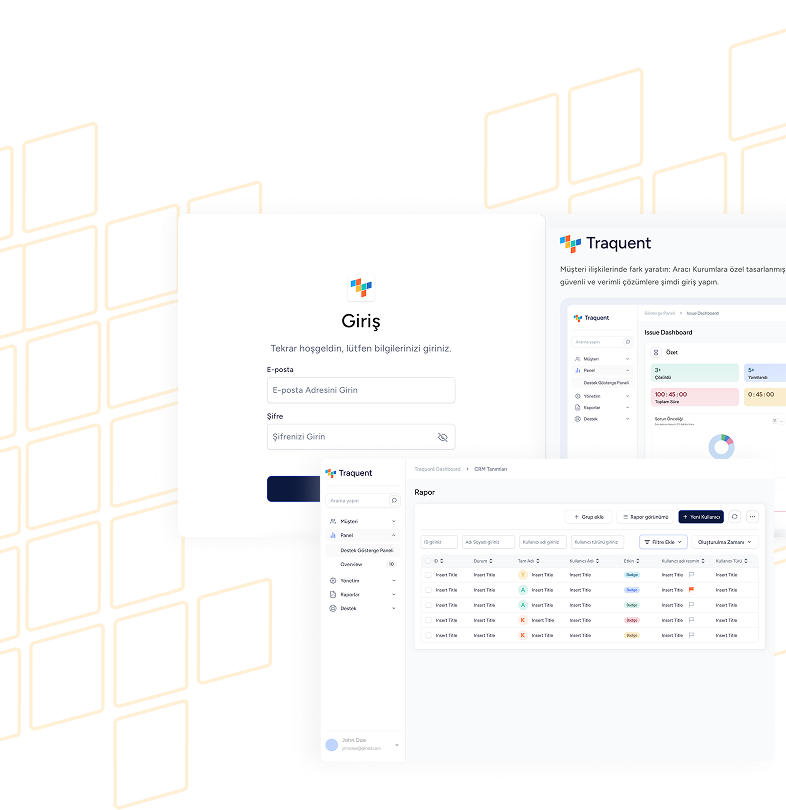 Giriş
Tekrar hoşgeldin, lütfen bilgilerinizi giriniz.
E-posta
E-posta Adresini Girin
Şifre
Şifrenizi Girin
Traquent
Müşteri ilişkilerinde fark yaratın: Aracı Kurumlara özel tasarlanmış
güvenli ve verimli çözümlere şimdi giriş yapın.
Traquent
Gösterge Paneli > Issue Dashboard
Arama yapın
Issue Dashboard
Müşteri
Özet
Panel
3+
5+
Destek Gösterge Paneli
Çözüldü
Yanıtlandı
Yönetim
100 : 45 : 00
0 : 45 : 00
Raporlar
Toplam Süre
Destek
Sorun Önceliği
Traquent
Traquent Dashboard > CRM Tanımları
Arama yapın
Rapor
Müşteri
Panel
Destek Gösterge Paneli
Overview 10
Yönetim
Raporlar
Destek
John Doe
+ Grup ekle
Rapor görünümü
+ Yeni Kullanıcı
ID giriniz
Adı Soyadı giriniz
Kullanıcı adı giriniz
Kullanıcı türünü giriniz
Filtre Ekle
Oluşturulma Zamanı
ID Durum Tam Adı Kullanıcı Adı Etkin Kullanıcı adı resmin Kullanıcı Türü
Insert Title Insert Title Y Insert Title Insert Title Badge Insert Title Insert Title
Insert Title Insert Title A Insert Title Insert Title Badge Insert Title Insert Title
Insert Title Insert Title A Insert Title Insert Title Badge Insert Title Insert Title
Insert Title Insert Title K Insert Title Insert Title Badge Insert Title Insert Title
Insert Title Insert Title K Insert Title Insert Title Badge Insert Title Insert Title